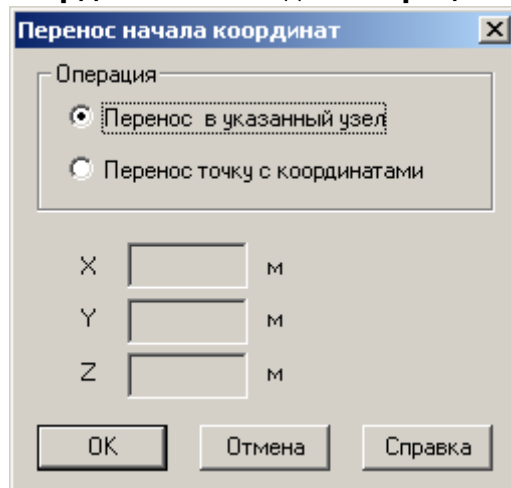 Перенос начала координат
Операция
Перенос в указанный узел
Перенос точку с координатами
X м
Y м
Z м
OK Отмена Справка